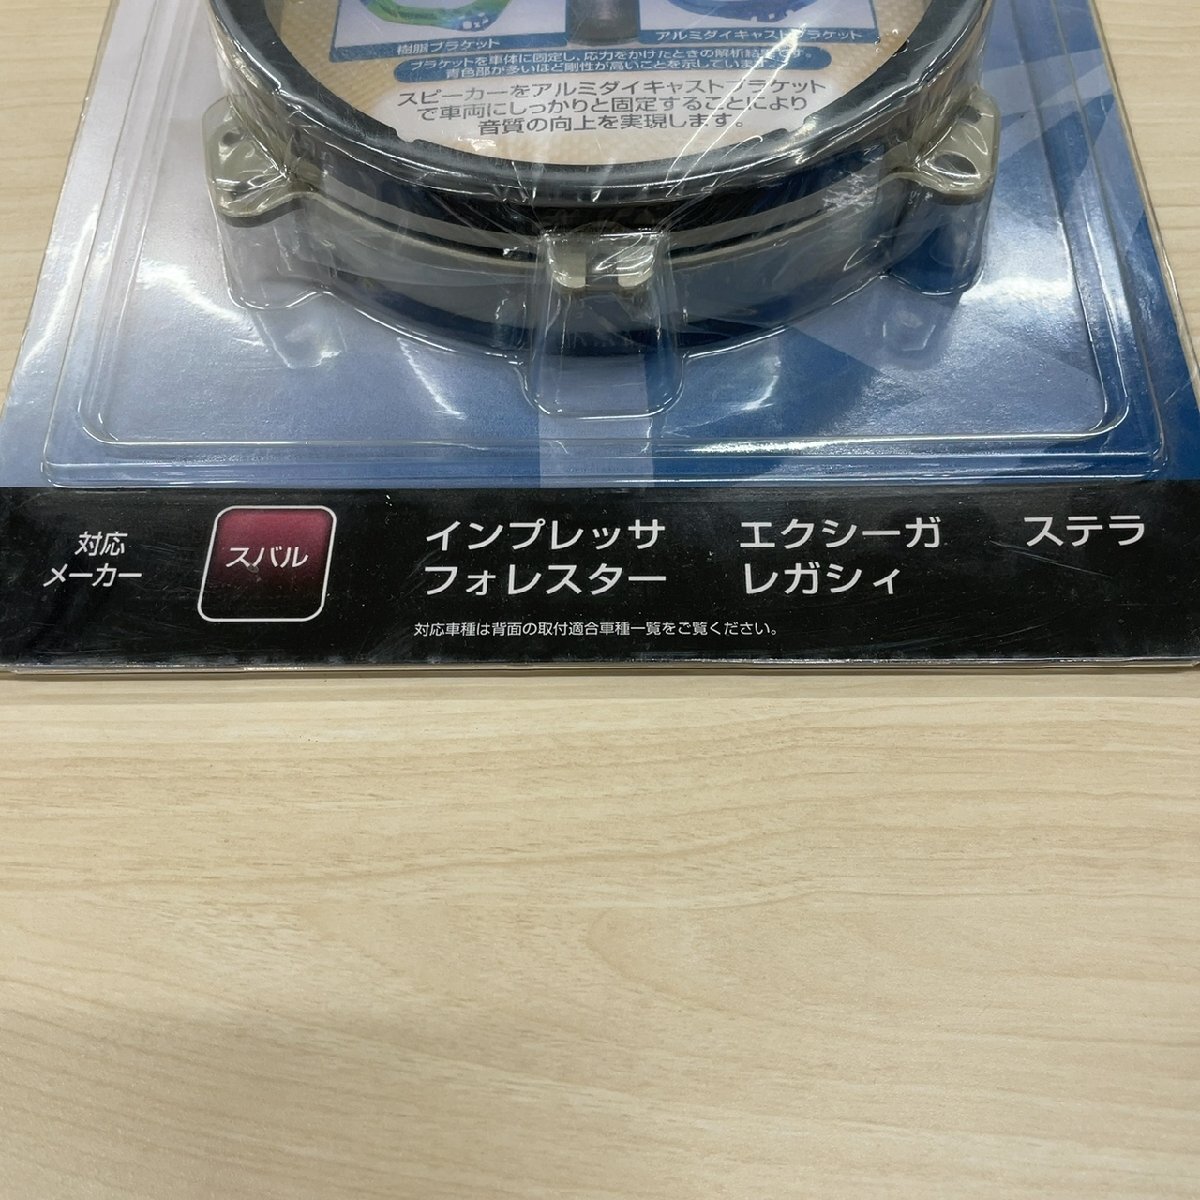 樹脂ブラケット
アルミダイキャストブラケット
ブラケットを車体に固定し、応力をかけたときの解析結果です。
青色部が多いほど剛性が高いことを示しています。
スピーカーをアルミダイキャストブラケット
で車両にしっかりと固定することにより
音質の向上を実現します。
対応
メーカー
スバル
インプレッサ エクシーガ ステラ
フォレスター レガシィ
対応車種は背面の取付適合車種一覧をご覧ください。